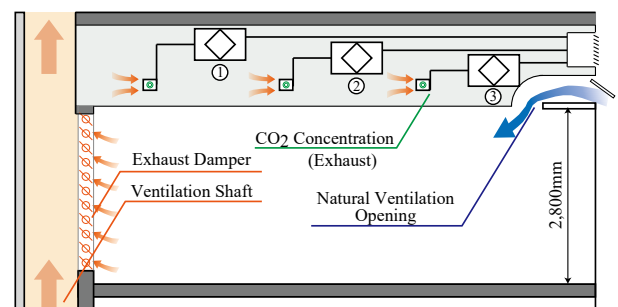 ①
②
③
CO2 Concentration
(Exhaust)
Exhaust Damper
Ventilation Shaft
Natural Ventilation
Opening
2,800mm